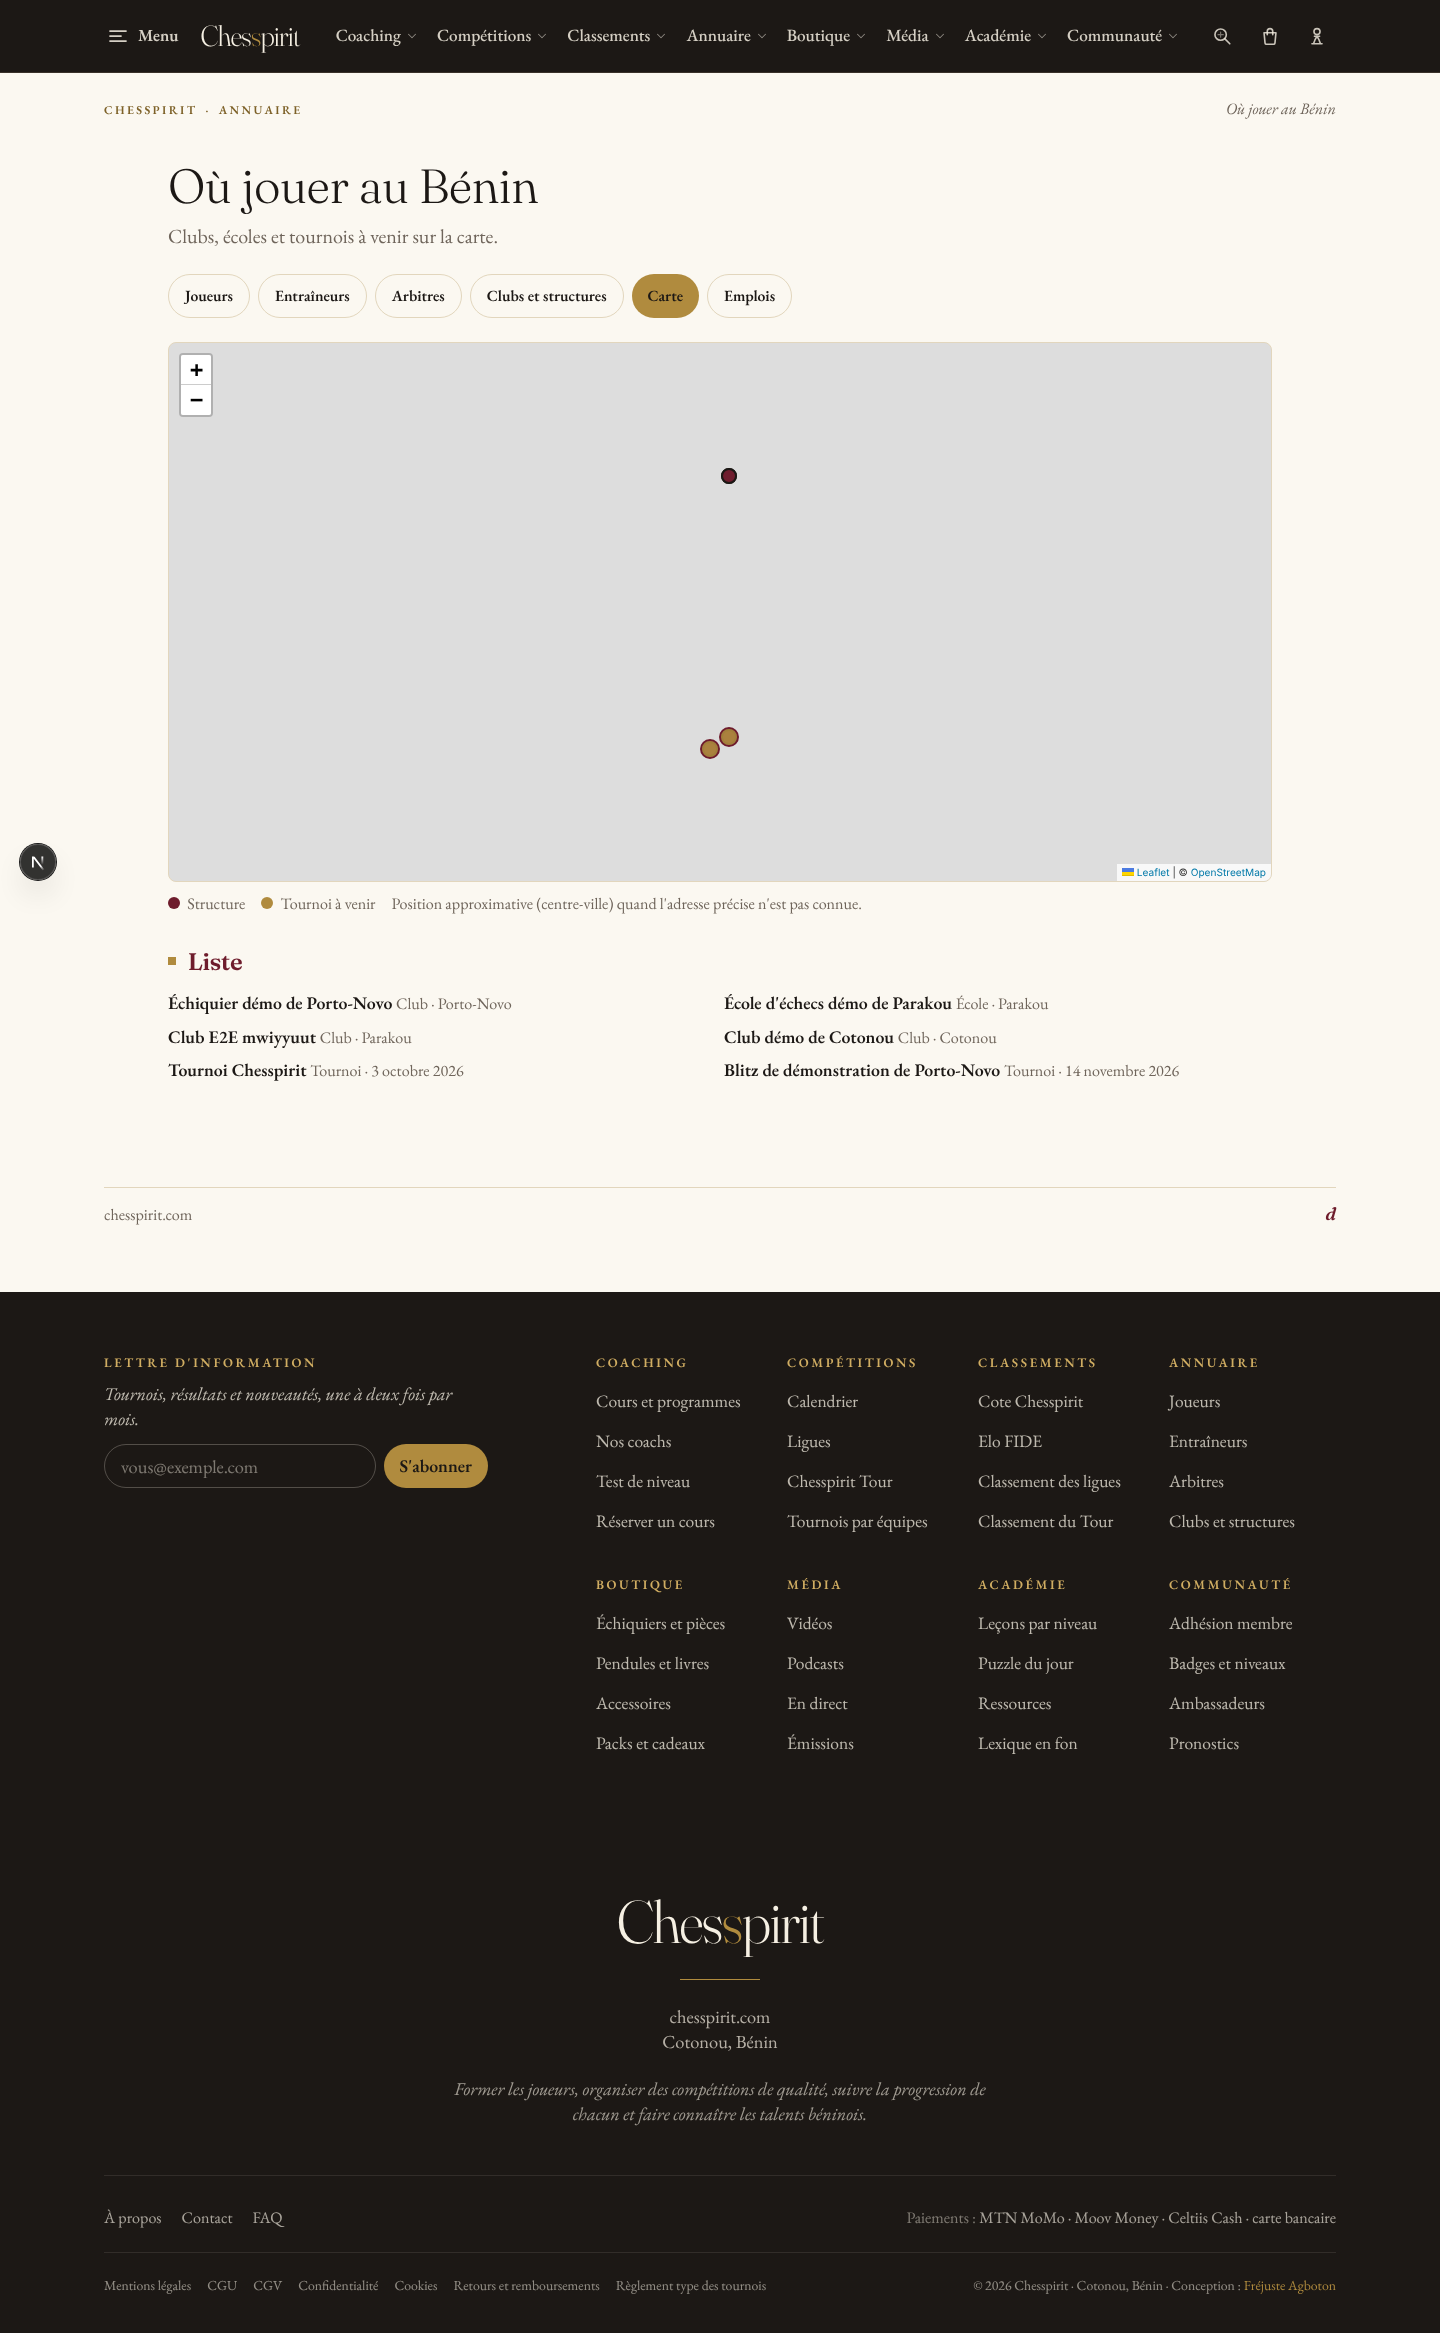 Menu Chesspirit Coaching Compétitions Classements Annuaire Boutique Média Académie Communauté
CHESSPIRIT · ANNUAIRE
Où jouer au Bénin
Où jouer au Bénin
Clubs, écoles et tournois à venir sur la carte.
Joueurs Entraîneurs Arbitres Clubs et structures Carte Emplois
+
−
N
Leaflet | © OpenStreetMap
Structure Tournoi à venir Position approximative (centre-ville) quand l'adresse précise n'est pas connue.
Liste
Échiquier démo de Porto-Novo Club · Porto-Novo
École d'échecs démo de Parakou École · Parakou
Club E2E mwiyyuut Club · Parakou
Club démo de Cotonou Club · Cotonou
Tournoi Chesspirit Tournoi · 3 octobre 2026
Blitz de démonstration de Porto-Novo Tournoi · 14 novembre 2026
chesspirit.com
d
LETTRE D'INFORMATION
Tournois, résultats et nouveautés, une à deux fois par
mois.
vous@exemple.com S'abonner
COACHING
Cours et programmes
Nos coachs
Test de niveau
Réserver un cours
COMPÉTITIONS
Calendrier
Ligues
Chesspirit Tour
Tournois par équipes
CLASSEMENTS
Cote Chesspirit
Elo FIDE
Classement des ligues
Classement du Tour
ANNUAIRE
Joueurs
Entraîneurs
Arbitres
Clubs et structures
BOUTIQUE
Échiquiers et pièces
Pendules et livres
Accessoires
Packs et cadeaux
MÉDIA
Vidéos
Podcasts
En direct
Émissions
ACADÉMIE
Leçons par niveau
Puzzle du jour
Ressources
Lexique en fon
COMMUNAUTÉ
Adhésion membre
Badges et niveaux
Ambassadeurs
Pronostics
Chesspirit
chesspirit.com
Cotonou, Bénin
Former les joueurs, organiser des compétitions de qualité, suivre la progression de
chacun et faire connaître les talents béninois.
À propos Contact FAQ
Paiements : MTN MoMo · Moov Money · Celtiis Cash · carte bancaire
Mentions légales CGU CGV Confidentialité Cookies Retours et remboursements Règlement type des tournois
© 2026 Chesspirit · Cotonou, Bénin · Conception : Fréjuste Agboton